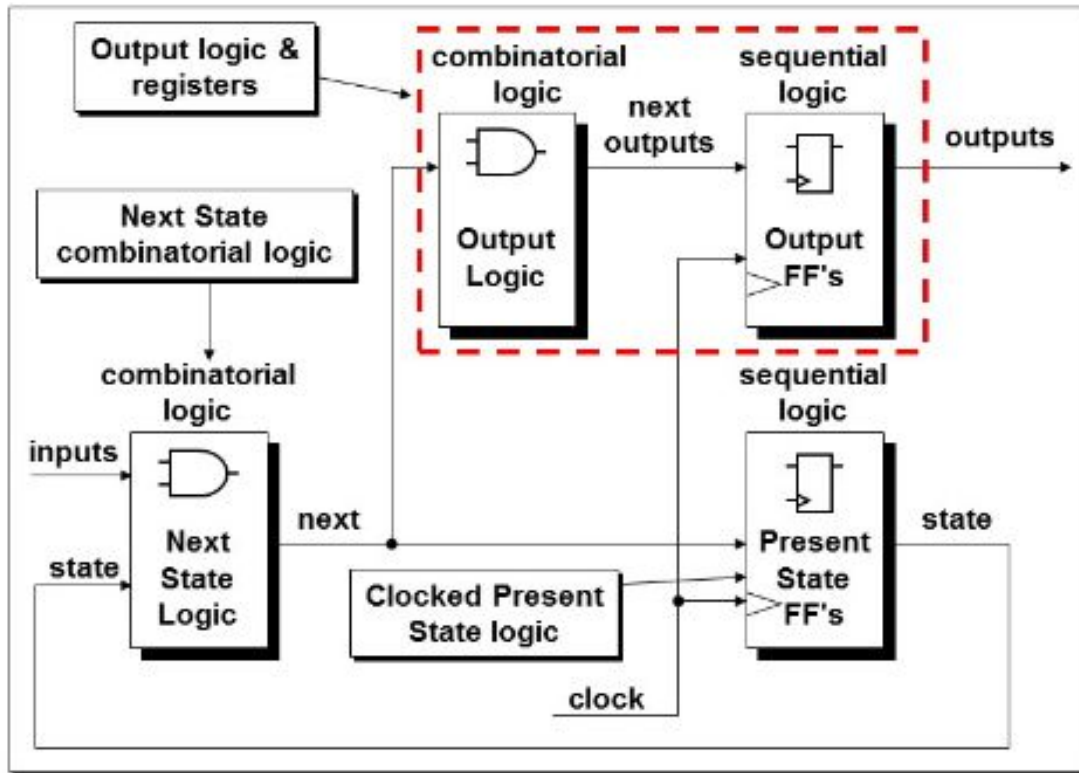 Output logic &
registers
combinatorial
logic
sequential
logic
next
outputs
outputs
Output
Logic
Output
FF's
Next State
combinatorial logic
combinatorial
logic
sequential
logic
inputs
next
state
state
Next
State
Logic
Present
State
FF's
Clocked Present
State logic
clock